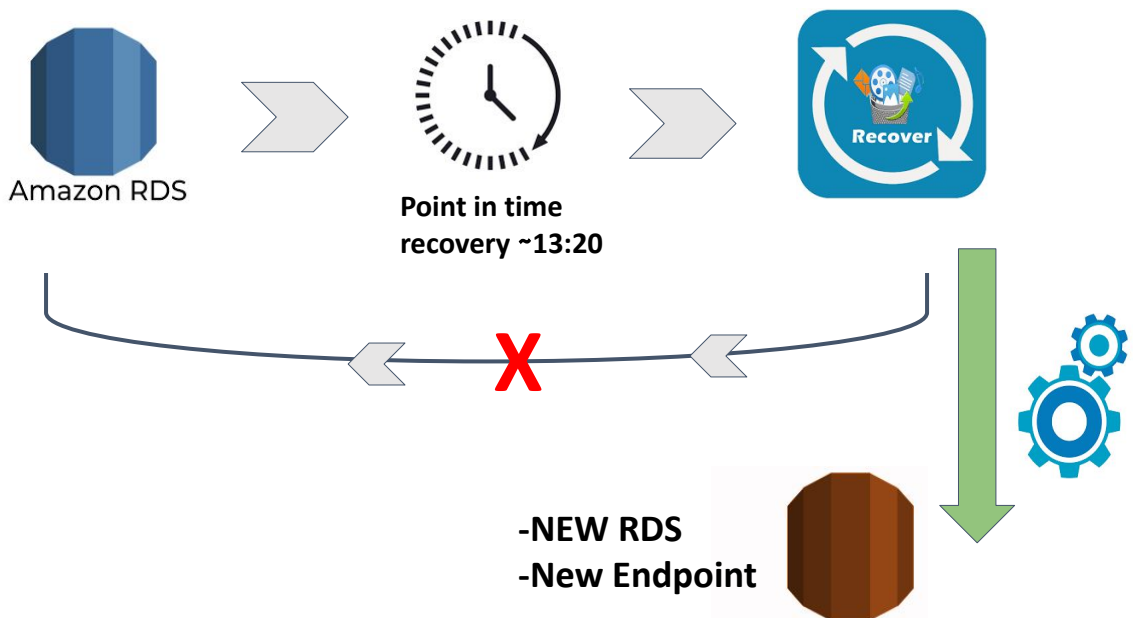 Amazon RDS
Point in time
recovery ~13:20
Recover
X
-NEW RDS
-New Endpoint